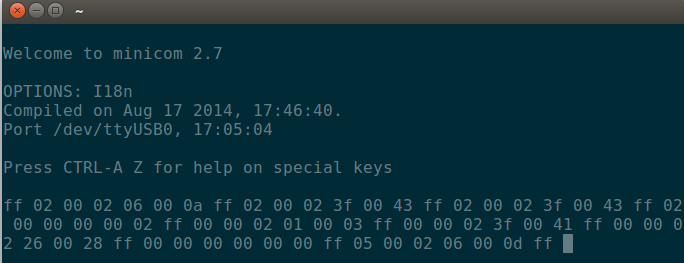 ~
Welcome to minicom 2.7
OPTIONS: I18n
Compiled on Aug 17 2014, 17:46:40.
Port /dev/ttyUSB0, 17:05:04
Press CTRL-A Z for help on special keys
ff 02 00 02 06 00 0a ff 02 00 02 3f 00 43 ff 02 00 02 3f 00 43 ff 02
00 00 00 00 02 ff 00 00 02 01 00 03 ff 00 00 02 3f 00 41 ff 00 00 0
2 26 00 28 ff 00 00 00 00 00 00 ff 05 00 02 06 00 0d ff